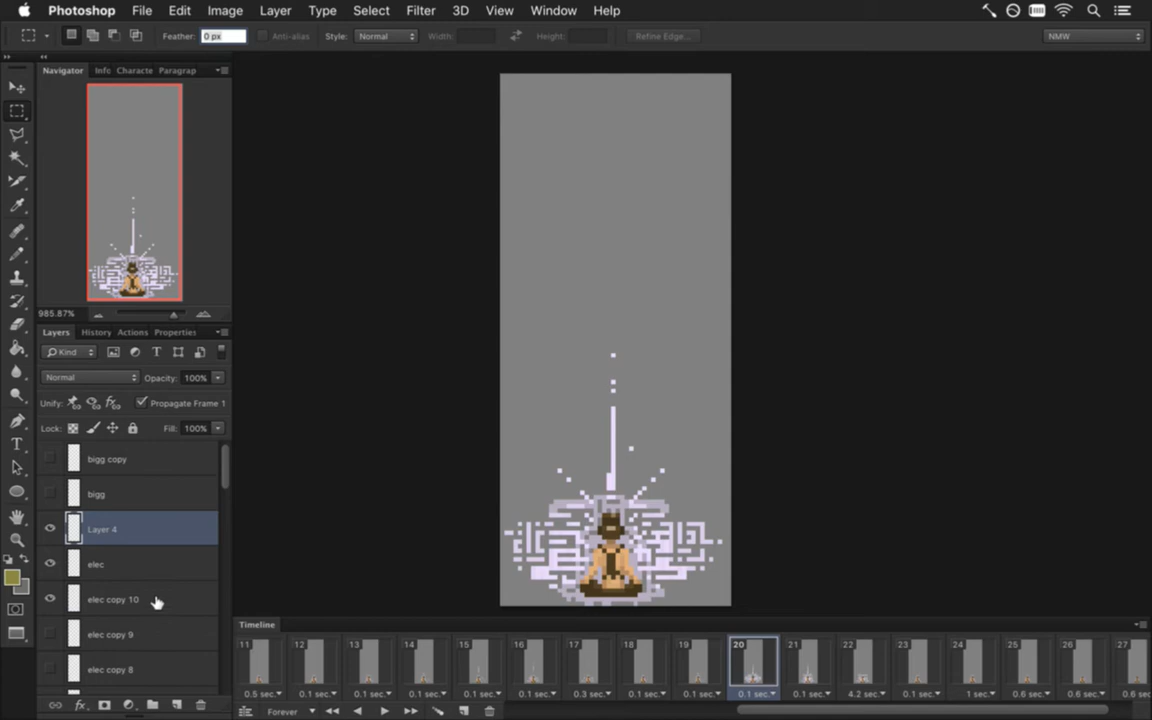 Photoshop File Edit Image Layer Type Select Filter 3D View Window Help
Feather: 0 px Anti-alias Style: Normal Width: Height: Refine Edge... NMW
Navigator Info Characte Paragrap
985.87%
Layers History Actions Properties
Kind
Normal Opacity: 100%
Unify: Propagate Frame 1
Lock: Fill: 100%
bigg copy
bigg
Layer 4
elec
elec copy 10
elec copy 9
elec copy 8
Timeline
11 12 13 14 15 16 17 18 19 20 21 22 23 24 25 26 27
0.5 sec. 0.1 sec. 0.1 sec. 0.1 sec. 0.1 sec. 0.1 sec. 0.1 sec. 0.1 sec. 0.1 sec. 0.1 sec. 0.1 sec. 4.2 sec. 0.1 sec. 1 sec. 0.6 sec. 0.6 sec. 0.6 sec.
Forever